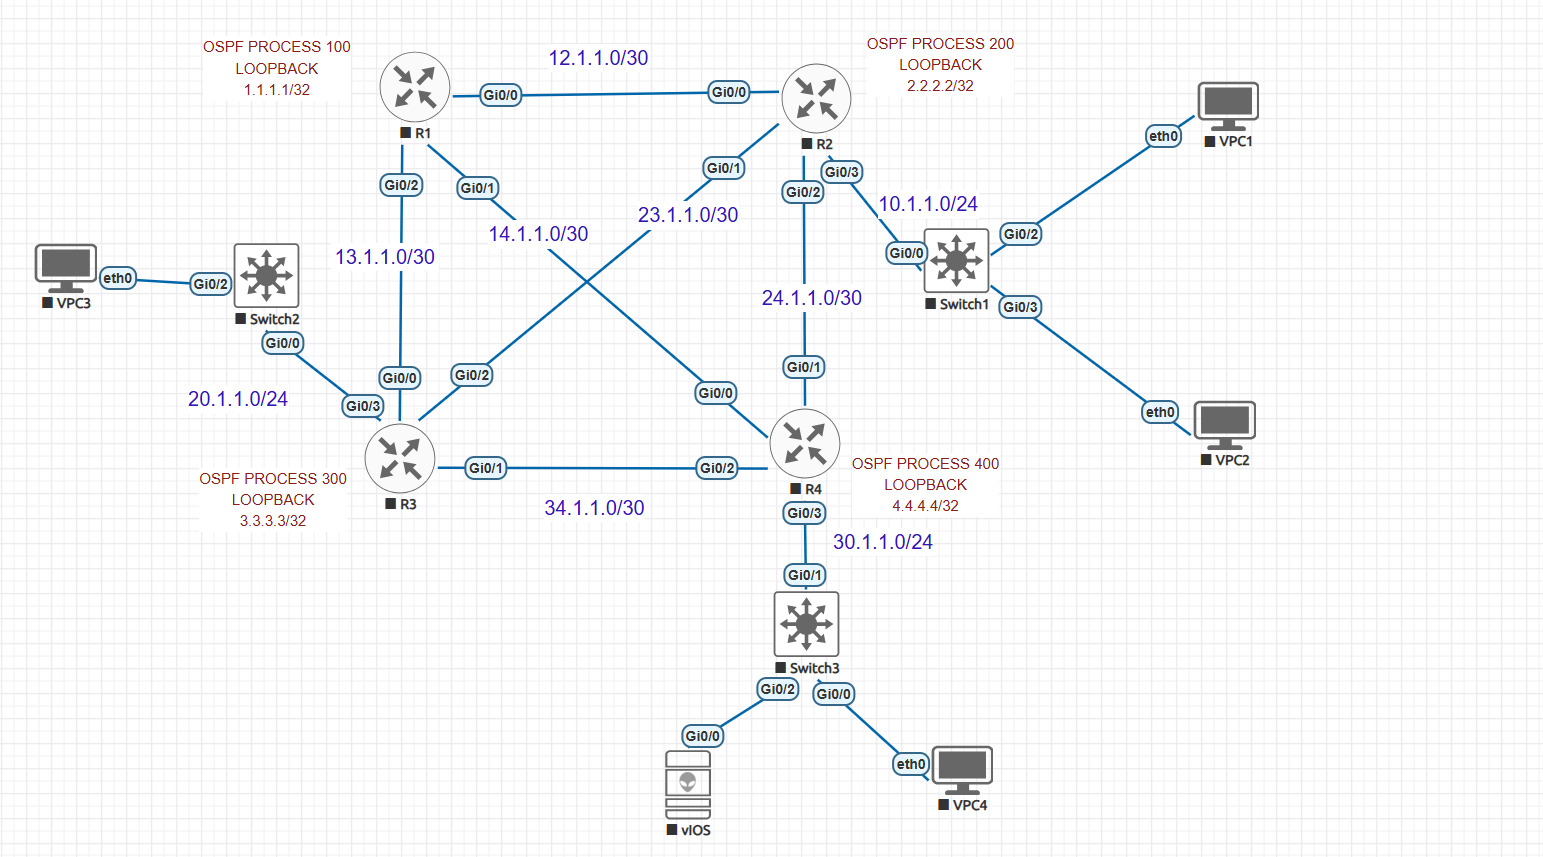 OSPF PROCESS 100
LOOPBACK
1.1.1.1/32
12.1.1.0/30
OSPF PROCESS 200
LOOPBACK
2.2.2.2/32
Gi0/0
Gi0/0
R1
R2
eth0
VPC1
Gi0/2
Gi0/1
Gi0/1
Gi0/2
Gi0/3
10.1.1.0/24
23.1.1.0/30
14.1.1.0/30
13.1.1.0/30
Gi0/0
Gi0/2
eth0
Gi0/2
VPC3
Switch2
24.1.1.0/30
Switch1
Gi0/3
Gi0/0
20.1.1.0/24
Gi0/3
Gi0/0
Gi0/2
Gi0/0
Gi0/1
eth0
VPC2
OSPF PROCESS 300
LOOPBACK
3.3.3.3/32
R3
Gi0/1
Gi0/2
34.1.1.0/30
R4
OSPF PROCESS 400
LOOPBACK
4.4.4.4/32
Gi0/3
30.1.1.0/24
Gi0/1
Switch3
Gi0/2
Gi0/0
Gi0/0
eth0
VPC4
vIOS